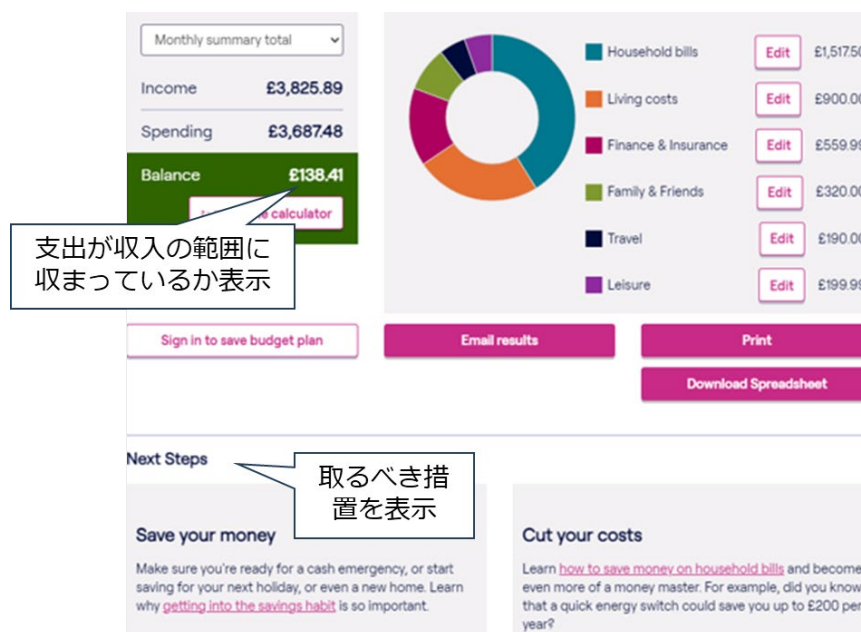 Monthly summary total
Income £3,825.89
Spending £3,687.48
Balance £138.41
calculator
支出が収入の範囲に
収まっているか表示
Household bills Edit £1,517.50
Living costs Edit £900.00
Finance & Insurance Edit £559.99
Family & Friends Edit £320.00
Travel Edit £190.00
Leisure Edit £199.99
Sign in to save budget plan
Email results
Print
Download Spreadsheet
Next Steps
取るべき措
置を表示
Save your money
Make sure you're ready for a cash emergency, or start
saving for your next holiday, or even a new home. Learn
why getting into the savings habit is so important.
Cut your costs
Learn how to save money on household bills and become
even more of a money master. For example, did you know
that a quick energy switch could save you up to £200 per
year?